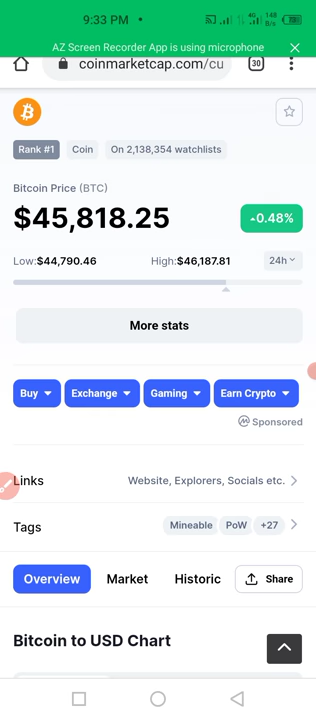 9:33 PM •
4G 148 B/s
AZ Screen Recorder App is using microphone
coinmarketcap.com/cu 30
Rank #1 Coin On 2,138,354 watchlists
Bitcoin Price (BTC)
$45,818.25 0.48%
Low:$44,790.46 High:$46,187.81 24h
More stats
Buy Exchange Gaming Earn Crypto
Sponsored
Links Website, Explorers, Socials etc.
Tags Mineable PoW +27
Overview Market Historic Share
Bitcoin to USD Chart